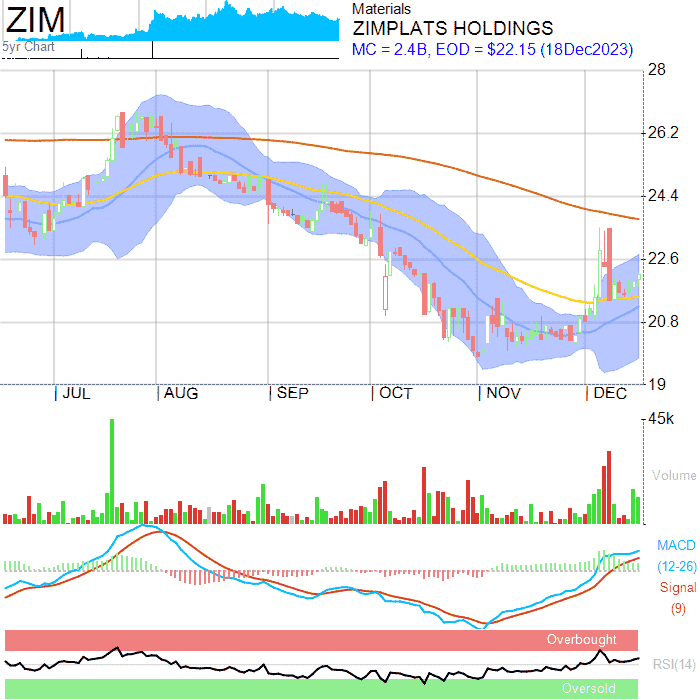 ZIM
5yr Chart
Materials
ZIMPLATS HOLDINGS
MC = 2.4B, EOD = $22.15 (18Dec2023)
28
26.2
24.4
22.6
20.8
19
JUL
AUG
SEP
OCT
NOV
DEC
45k
Volume
MACD
(12-26)
Signal
(9)
Overbought
RSI(14)
Oversold